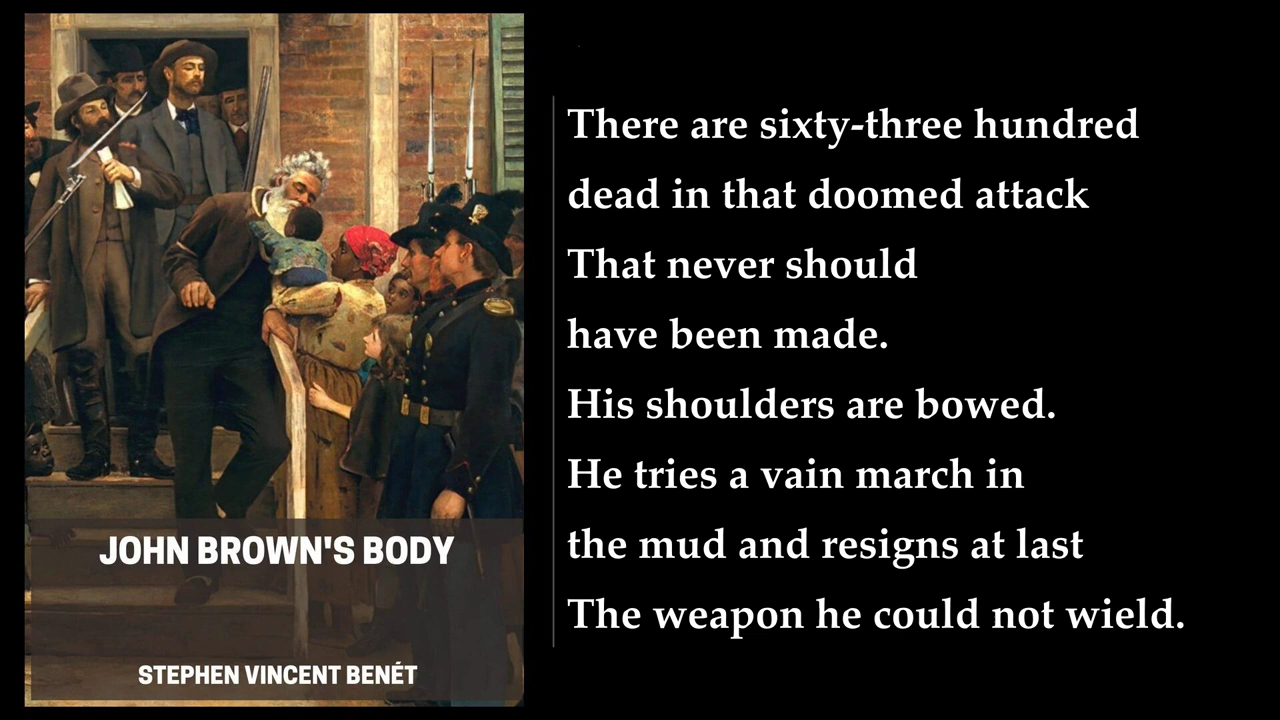 JOHN BROWN'S BODY
STEPHEN VINCENT BENÉT
There are sixty-three hundred
dead in that doomed attack
That never should
have been made.
His shoulders are bowed.
He tries a vain march in
the mud and resigns at last
The weapon he could not wield.